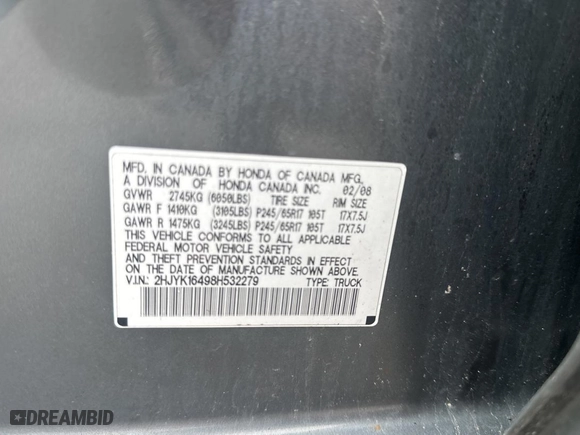 MFD. IN CANADA BY HONDA OF CANADA MFG.,
A DIVISION OF HONDA CANADA INC. 02/08
GVWR 2745KG (6050LBS) TIRE SIZE RIM SIZE
GAWR F 1410KG (3105LBS) P245/65R17 105T 17X7.5J
GAWR R 1475KG (3245LBS) P245/65R17 105T 17X7.5J
THIS VEHICLE CONFORMS TO ALL APPLICABLE
FEDERAL MOTOR VEHICLE SAFETY
AND THEFT PREVENTION STANDARDS IN EFFECT
ON THE DATE OF MANUFACTURE SHOWN ABOVE.
V.I.N.: 2HJYK16498H532279 TYPE: TRUCK
DREAMBID